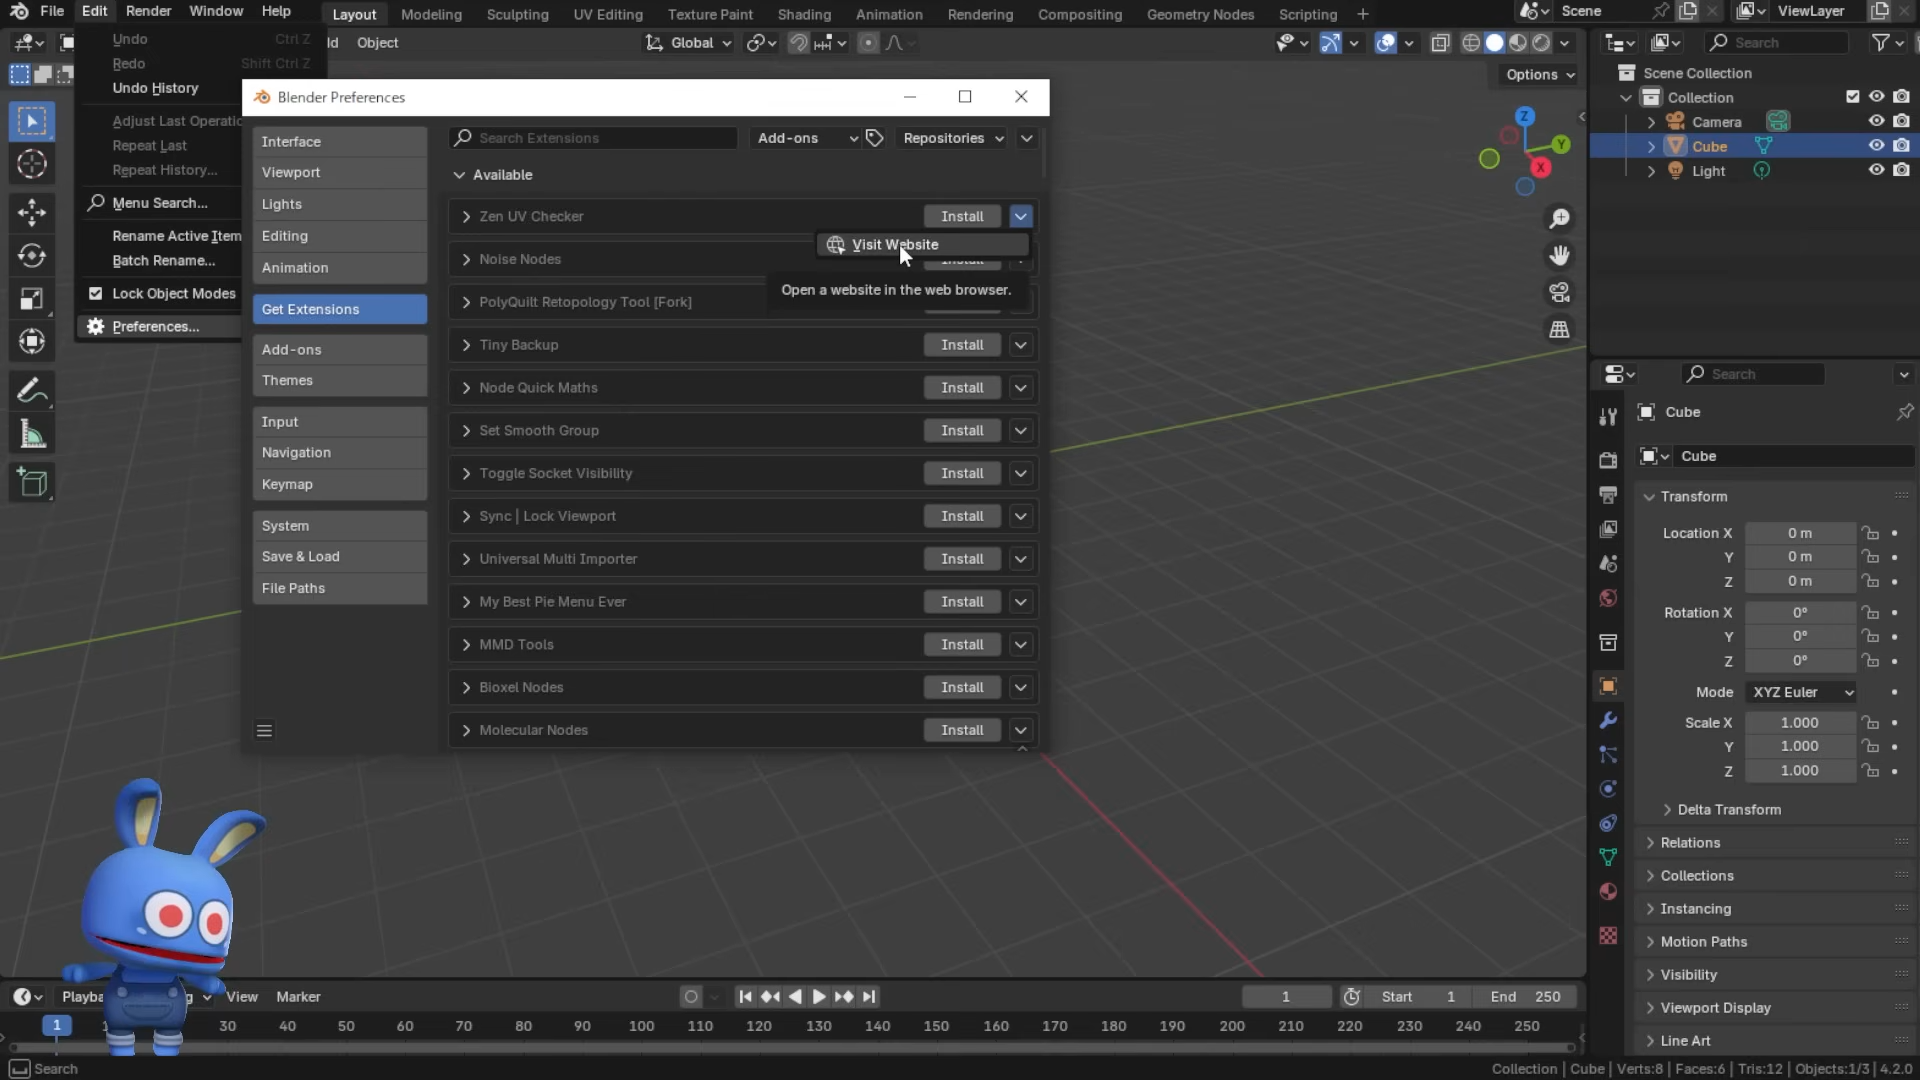 File Edit Render Window Help Layout Modeling Sculpting UV Editing Texture Paint Shading Animation Rendering Compositing Geometry Nodes Scripting + Scene ViewLayer
Object Global Search
Options
Undo Ctrl Z
Redo Shift Ctrl Z
Undo History
Adjust Last Operatio
Repeat Last
Repeat History...
Menu Search...
Rename Active Item
Batch Rename...
Lock Object Modes
Preferences...
Blender Preferences
Interface
Viewport
Lights
Editing
Animation
Get Extensions
Add-ons
Themes
Input
Navigation
Keymap
System
Save & Load
File Paths
Search Extensions Add-ons Repositories
Available
Zen UV Checker Install
Visit Website
Noise Nodes
Open a website in the web browser.
PolyQuilt Retopology Tool [Fork]
Tiny Backup Install
Node Quick Maths Install
Set Smooth Group Install
Toggle Socket Visibility Install
Sync | Lock Viewport Install
Universal Multi Importer Install
My Best Pie Menu Ever Install
MMD Tools Install
Bioxel Nodes Install
Molecular Nodes Install
Z
Y
X
Scene Collection
Collection
Camera
Cube
Light
Search
Cube
Cube
Transform
Location X 0 m
Y 0 m
Z 0 m
Rotation X 0°
Y 0°
Z 0°
Mode XYZ Euler
Scale X 1.000
Y 1.000
Z 1.000
Delta Transform
Relations
Collections
Instancing
Motion Paths
Visibility
Viewport Display
Line Art
View Marker 1 Start 1 End 250
1 30 40 50 60 70 80 90 100 110 120 130 140 150 160 170 180 190 200 210 220 230 240 250
Search Collection | Cube | Verts:8 | Faces:6 | Tris:12 | Objects:1/3 | 4.2.0